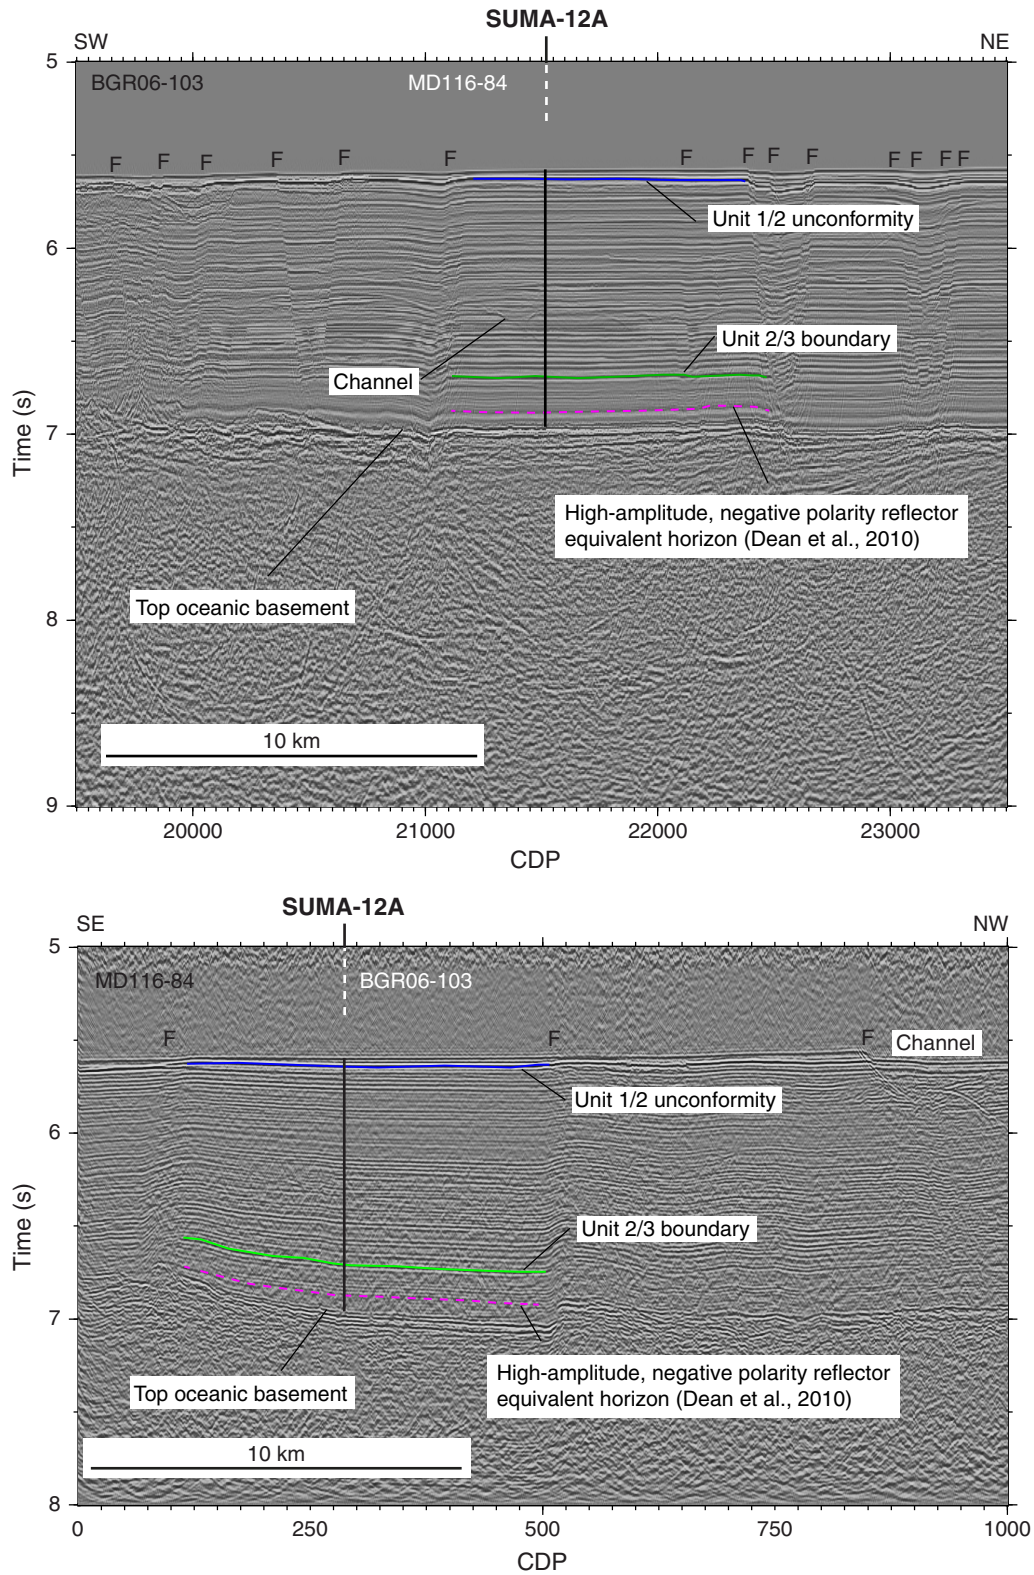 SUMA-12A
SW
NE
5
BGR06-103
MD116-84
F F F F F F F F F F F F F F
Unit 1/2 unconformity
6
Unit 2/3 boundary
Channel
Time (s)
7
High-amplitude, negative polarity reflector
equivalent horizon (Dean et al., 2010)
Top oceanic basement
8
10 km
9
20000 21000 22000 23000
CDP
SUMA-12A
SE
NW
5
MD116-84
BGR06-103
F F F
Channel
Unit 1/2 unconformity
6
Time (s)
Unit 2/3 boundary
7
High-amplitude, negative polarity reflector
equivalent horizon (Dean et al., 2010)
Top oceanic basement
10 km
8
0 250 500 750 1000
CDP